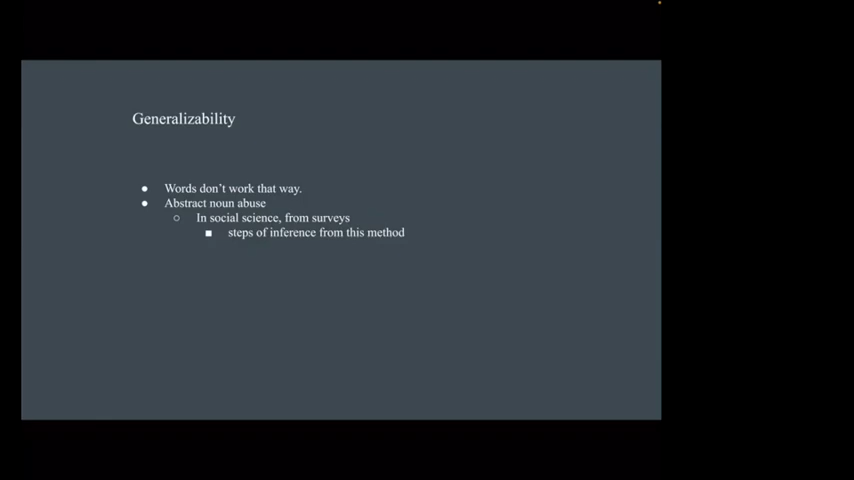 Generalizability
● Words don’t work that way.
● Abstract noun abuse
○ In social science, from surveys
■ steps of inference from this method